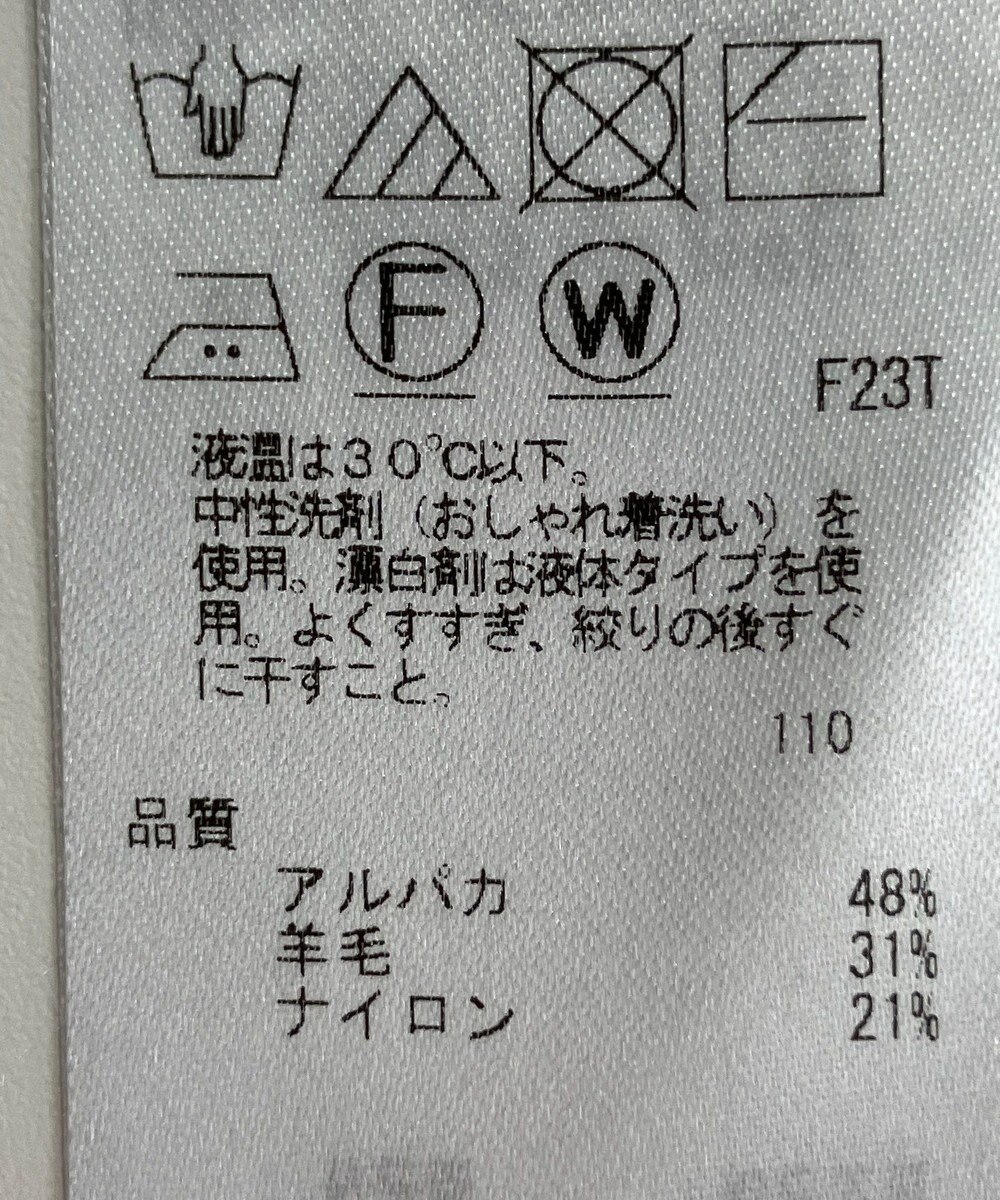 F
W
F23T
液温は30℃以下。
中性洗剤（おしゃれ着洗い）を
使用。漂白剤は液体タイプを使
用。よくすすぎ、絞りの後すぐ
に干すこと。
110
品質
アルパカ 48%
羊毛 31%
ナイロン 21%